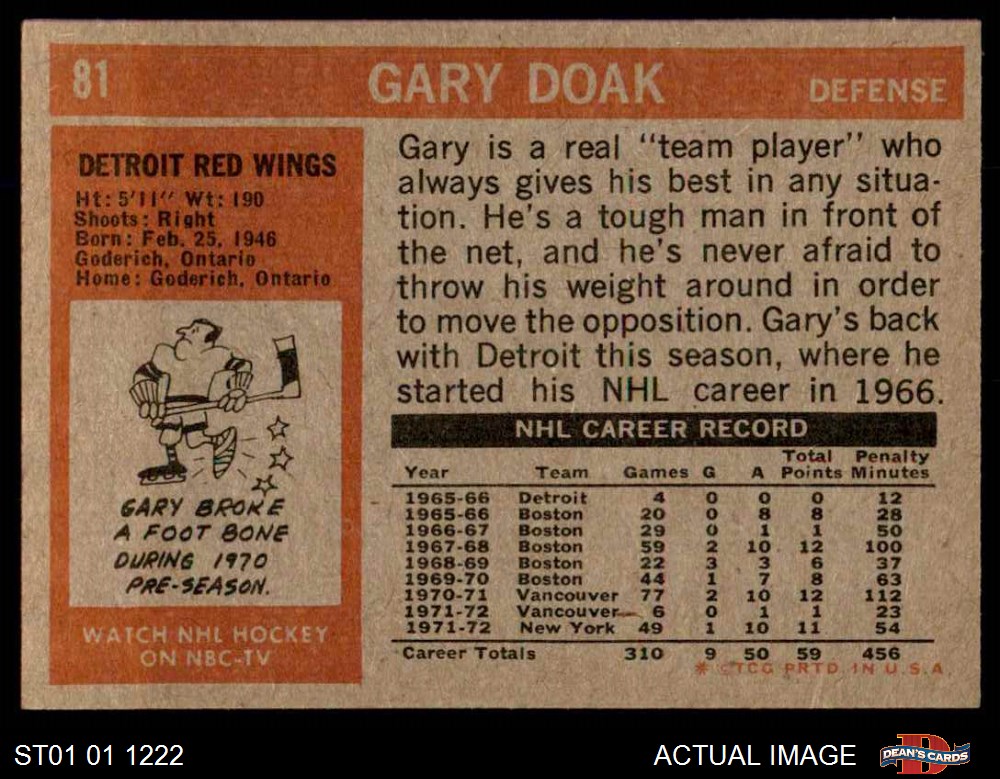 81 GARY DOAK DEFENSE
DETROIT RED WINGS
Ht: 5'11" Wt: 190
Shoots: Right
Born: Feb. 25, 1946
Goderich, Ontario
Home: Goderich, Ontario
GARY BROKE
A FOOT BONE
DURING 1970
PRE-SEASON.
WATCH NHL HOCKEY
ON NBC-TV
Gary is a real "team player" who
always gives his best in any situa-
tion. He's a tough man in front of
the net, and he's never afraid to
throw his weight around in order
to move the opposition. Gary's back
with Detroit this season, where he
started his NHL career in 1966.
NHL CAREER RECORD
Total Penalty
Year Team Games G A Points Minutes
1965-66 Detroit 4 0 0 0 12
1965-66 Boston 20 0 8 8 28
1966-67 Boston 29 0 1 1 50
1967-68 Boston 59 2 10 12 100
1968-69 Boston 22 3 3 6 37
1969-70 Boston 44 1 7 8 63
1970-71 Vancouver 77 2 10 12 112
1971-72 Vancouver 6 0 1 1 23
1971-72 New York 49 1 10 11 54
Career Totals 310 9 50 59 456
* © TCG PRTD. IN U.S.A.
ST01 01 1222 ACTUAL IMAGE DEAN'S CARDS